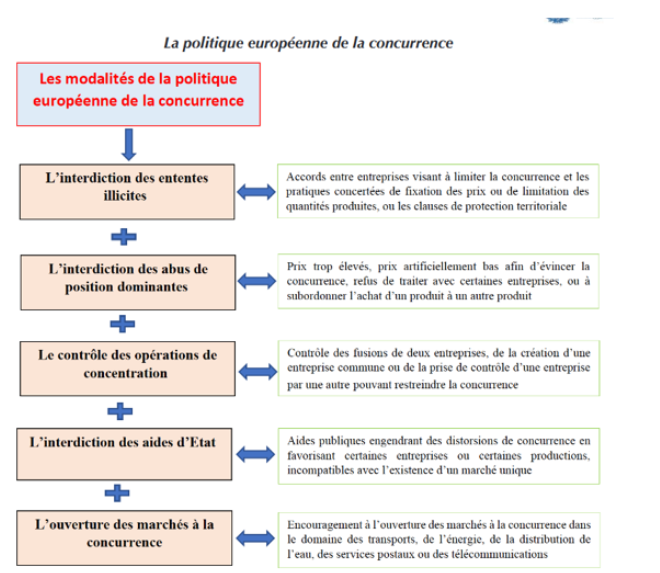 La politique européenne de la concurrence
Les modalités de la politique
européenne de la concurrence
L'interdiction des ententes
illicites
Accords entre entreprises visant à limiter la concurrence et les
pratiques concertées de fixation des prix ou de limitation des
quantités produites, ou les clauses de protection territoriale
L'interdiction des abus de
position dominantes
Prix trop élevés, prix artificiellement bas afin d'évincer la
concurrence, refus de traiter avec certaines entreprises, ou à
subordonner l'achat d'un produit à un autre produit
Le contrôle des opérations de
concentration
Contrôle des fusions de deux entreprises, de la création d'une
entreprise commune ou de la prise de contrôle d'une entreprise
par une autre pouvant restreindre la concurrence
L'interdiction des aides d'Etat
Aides publiques engendrant des distorsions de concurrence en
favorisant certaines entreprises ou certaines productions,
incompatibles avec l'existence d'un marché unique
L'ouverture des marchés à la
concurrence
Encouragement à l'ouverture des marchés à la concurrence dans
le domaine des transports, de l'énergie, de la distribution de
l'eau, des services postaux ou des télécommunications